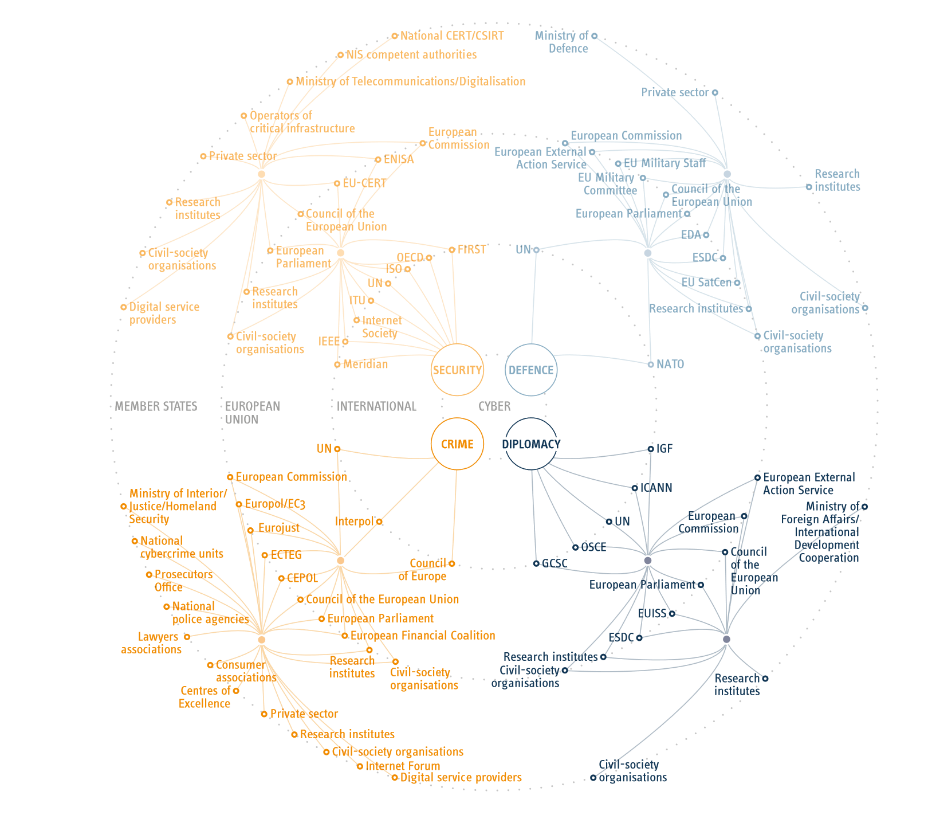 National CERT/CSIRT
NIS competent authorities
Ministry of Telecommunications/Digitalisation
Operators of
critical infrastructure
Private sector
Research
institutes
Civil-society
organisations
Digital service
providers
European
Commission
ENISA
EU-CERT
Council of the
European Union
European
Parliament
Research
institutes
Civil-society
organisations
FIRST
OECD
ISO
UN
ITU
Internet
Society
IEEE
Meridian
SECURITY
Ministry of
Defence
Private sector
Research
institutes
Civil-society
organisations
European Commission
European External
Action Service
EU Military Staff
EU Military
Committee
Council of the
European Union
European Parliament
EDA
ESDC
EU SatCen
Research institutes
Civil-society
organisations
UN
NATO
DEFENCE
MEMBER STATES
EUROPEAN
UNION
INTERNATIONAL
CYBER
CRIME
UN
Interpol
Council
of Europe
European Commission
Europol/EC3
Eurojust
ECTEG
CEPOL
Council of the European Union
European Parliament
European Financial Coalition
Research
institutes
Civil-society
organisations
Ministry of Interior/
Justice/Homeland
Security
National
cybercrime units
Prosecutors
Office
National
police agencies
Lawyers
associations
Consumer
associations
Centres of
Excellence
Private sector
Research institutes
Civil-society organisations
Internet Forum
Digital service providers
DIPLOMACY
IGF
ICANN
UN
OSCE
GCSC
European External
Action Service
European
Commission
Council
of the
European
Union
European Parliament
EUISS
ESDC
Research institutes
Civil-society
organisations
Ministry of
Foreign Affairs/
International
Development
Cooperation
Research
institutes
Civil-society
organisations